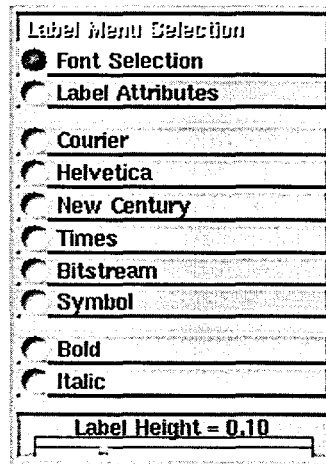 Label Menu Selection
Font Selection
Label Attributes
Courier
Helvetica
New Century
Times
Bitstream
Symbol
Bold
Italic
Label Height = 0.10